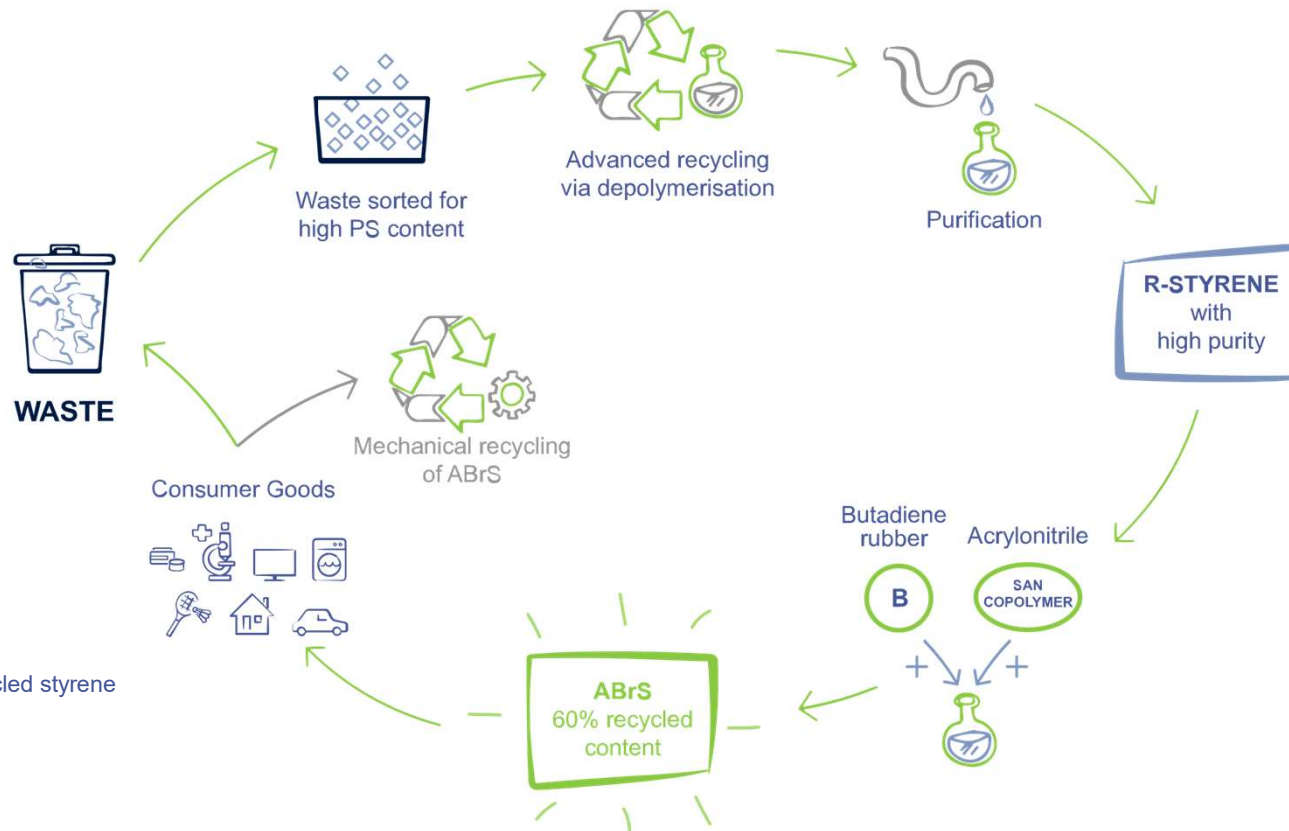 Waste sorted for
high PS content
Advanced recycling
via depolymerisation
Purification
R-STYRENE
with
high purity
WASTE
Mechanical recycling
of ABrS
Consumer Goods
Butadiene
rubber
Acrylonitrile
B
SAN
COPOLYMER
+
+
ABrS
60% recycled
content
styrene